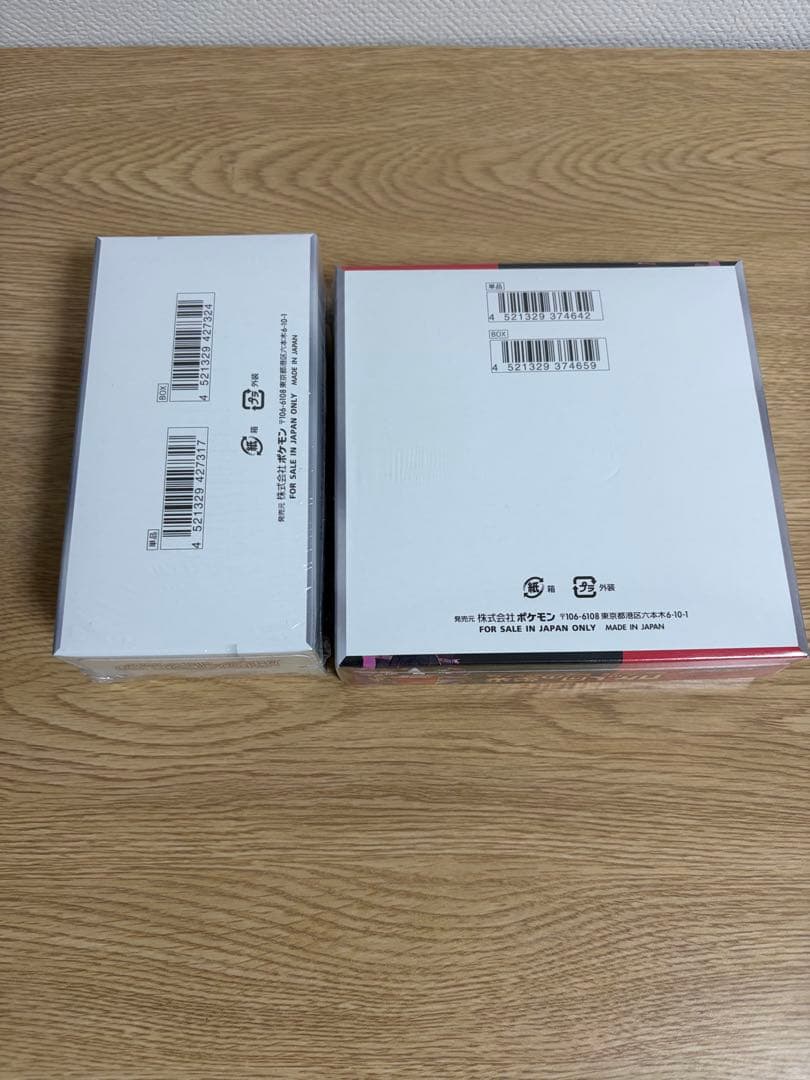 BOX
4 521329 427324
単品
4 521329 427317
紙 箱
プラ 外装
発売元 株式会社ポケモン 〒106-6108 東京都港区六本木6-10-1
FOR SALE IN JAPAN ONLY MADE IN JAPAN
単品
4 521329 374642
BOX
4 521329 374659
紙 箱 プラ 外装
発売元 株式会社ポケモン 〒106-6108 東京都港区六本木6-10-1
FOR SALE IN JAPAN ONLY MADE IN JAPAN